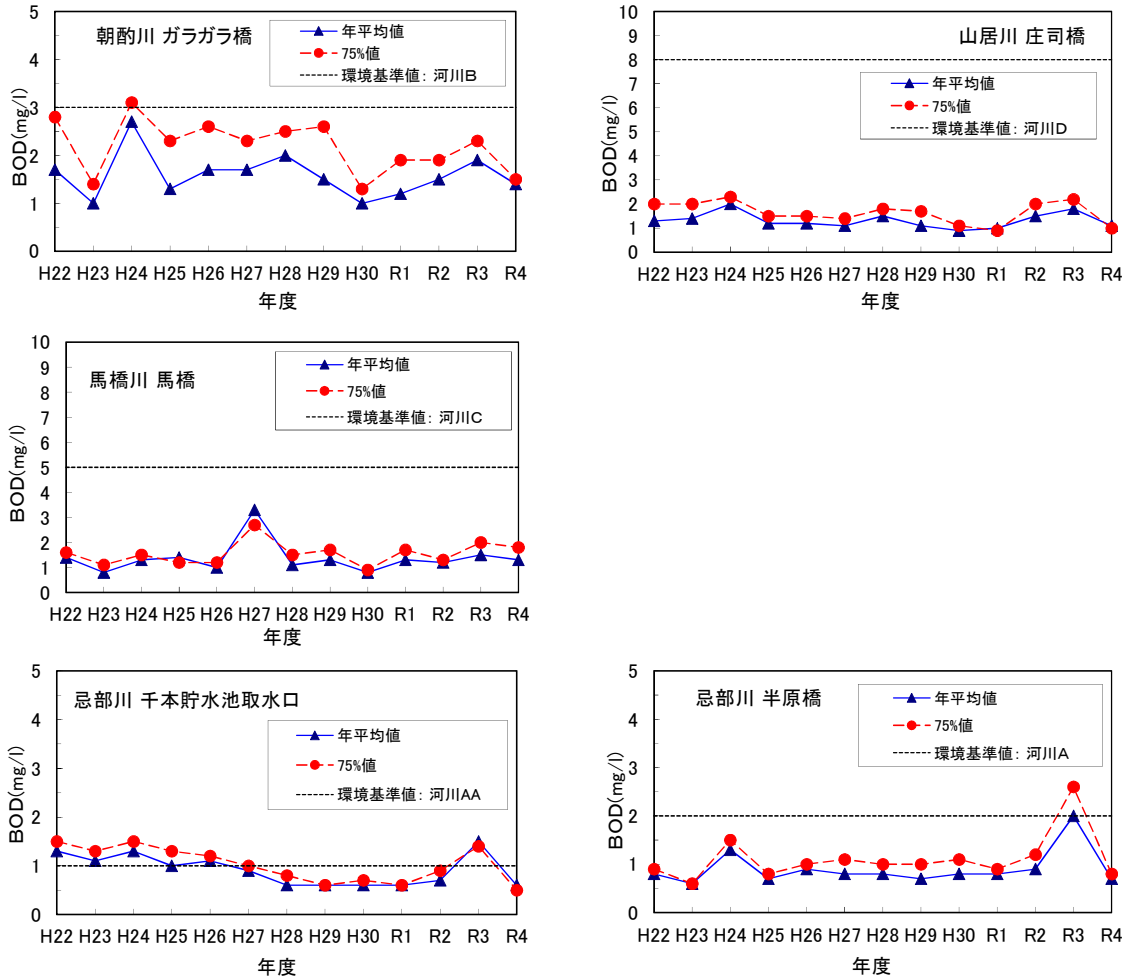 朝酌川 ガラガラ橋
年平均値
75%値
環境基準値: 河川B
BOD(mg/l)
5
4
3
2
1
0
H22 H23 H24 H25 H26 H27 H28 H29 H30 R1 R2 R3 R4
年度
山居川 庄司橋
年平均値
75%値
環境基準値: 河川D
BOD(mg/l)
10
9
8
7
6
5
4
3
2
1
0
H22 H23 H24 H25 H26 H27 H28 H29 H30 R1 R2 R3 R4
年度
馬橋川 馬橋
年平均値
75%値
環境基準値: 河川C
BOD(mg/l)
10
9
8
7
6
5
4
3
2
1
0
H22 H23 H24 H25 H26 H27 H28 H29 H30 R1 R2 R3 R4
年度
忌部川 千本貯水池取水口
年平均値
75%値
環境基準値: 河川AA
BOD(mg/l)
5
4
3
2
1
0
H22 H23 H24 H25 H26 H27 H28 H29 H30 R1 R2 R3 R4
年度
忌部川 半原橋
年平均値
75%値
環境基準値: 河川A
BOD(mg/l)
5
4
3
2
1
0
H22 H23 H24 H25 H26 H27 H28 H29 H30 R1 R2 R3 R4
年度